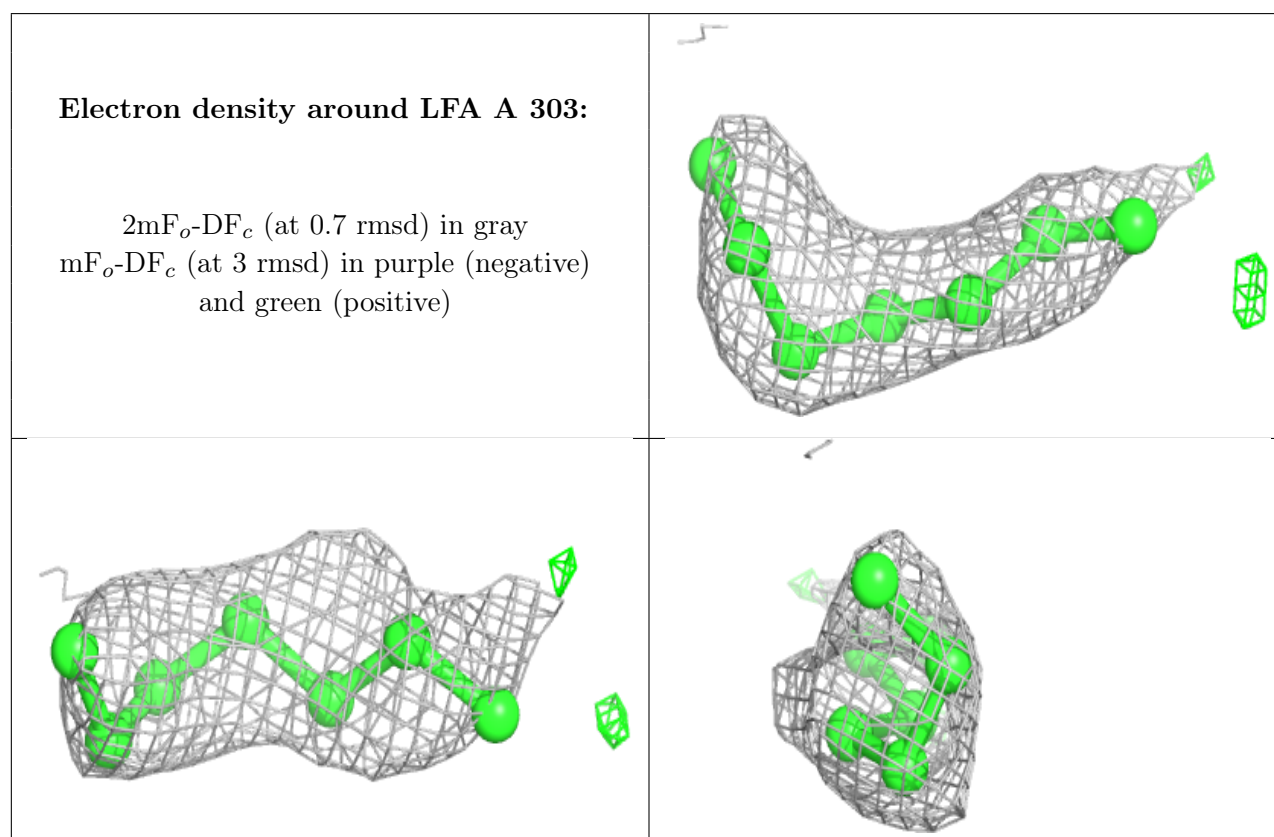 Electron density around LFA A 303:
2mFo-DFc (at 0.7 rmsd) in gray
mFo-DFc (at 3 rmsd) in purple (negative)
and green (positive)